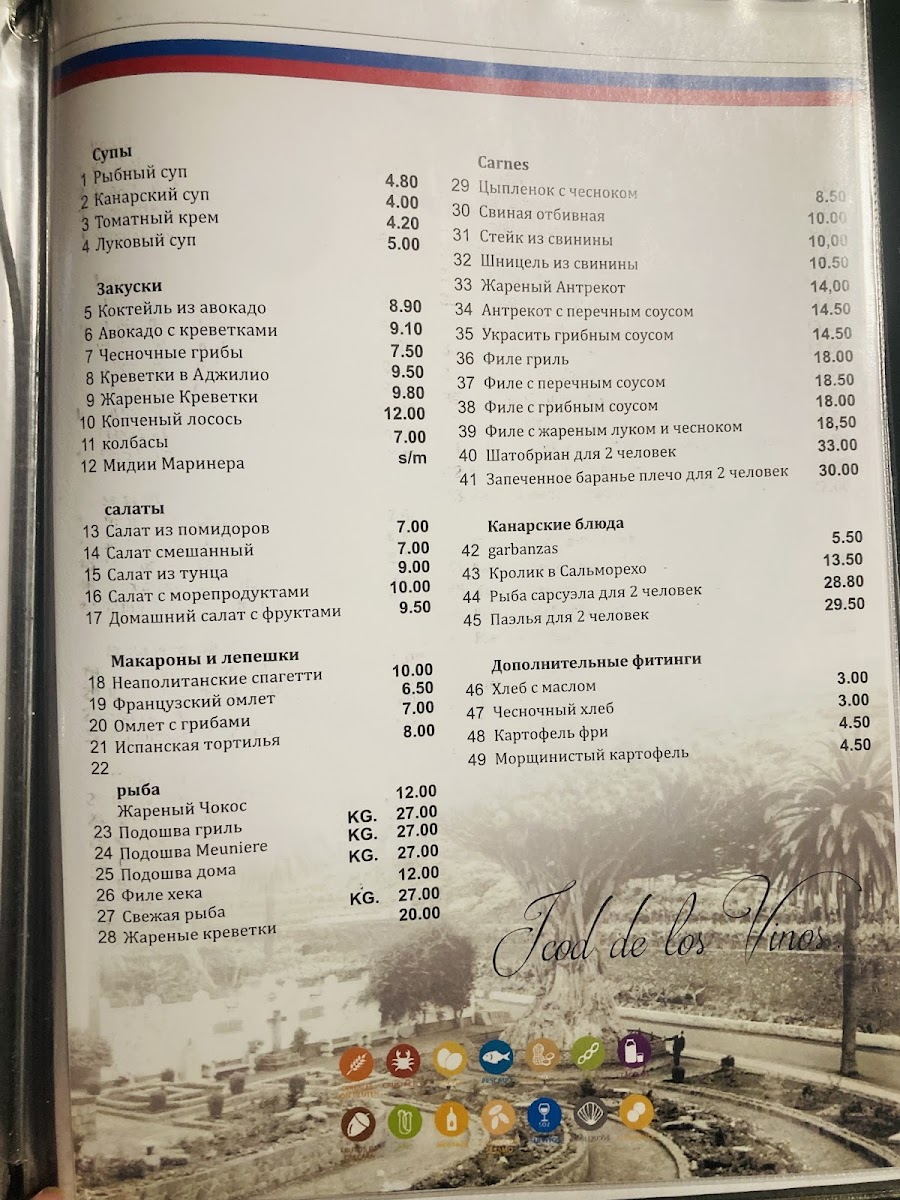 Супы
1 Рыбный суп 4.80
2 Канарский суп 4.00
3 Томатный крем 4.20
4 Луковый суп 5.00
Закуски
5 Коктейль из авокадо 8.90
6 Авокадо с креветками 9.10
7 Чесночные грибы 7.50
8 Креветки в Аджилио 9.50
9 Жареные Креветки 9.80
10 Копченый лосось 12.00
11 колбасы 7.00
12 Мидии Маринера s/m
салаты
13 Салат из помидоров 7.00
14 Салат смешанный 7.00
15 Салат из тунца 9.00
16 Салат с морепродуктами 10.00
17 Домашний салат с фруктами 9.50
Макароны и лепешки
18 Неаполитанские спагетти 10.00
19 Французский омлет 6.50
20 Омлет с грибами 7.00
21 Испанская тортилья 8.00
22
рыба
Жареный Чокос 12.00
23 Подошва гриль KG. 27.00
24 Подошва Meuniere KG. 27.00
25 Подошва дома KG. 27.00
26 Филе хека 12.00
27 Свежая рыба KG. 27.00
28 Жареные креветки 20.00
Carnes
29 Цыпленок с чесноком 8.50
30 Свиная отбивная 10.00
31 Стейк из свинины 10,00
32 Шницель из свинины 10.50
33 Жареный Антрекот 14,00
34 Антрекот с перечным соусом 14.50
35 Украсить грибным соусом 14.50
36 Филе гриль 18.00
37 Филе с перечным соусом 18.50
38 Филе с грибным соусом 18.00
39 Филе с жареным луком и чесноком 18,50
40 Шатобриан для 2 человек 33.00
41 Запеченное баранье плечо для 2 человек 30.00
Канарские блюда
42 garbanzas 5.50
43 Кролик в Сальморехо 13.50
44 Рыба сарсуэла для 2 человек 28.80
45 Паэлья для 2 человек 29.50
Дополнительные фитинги
46 Хлеб с маслом 3.00
47 Чесночный хлеб 3.00
48 Картофель фри 4.50
49 Морщинистый картофель 4.50
Icod de los Vinos